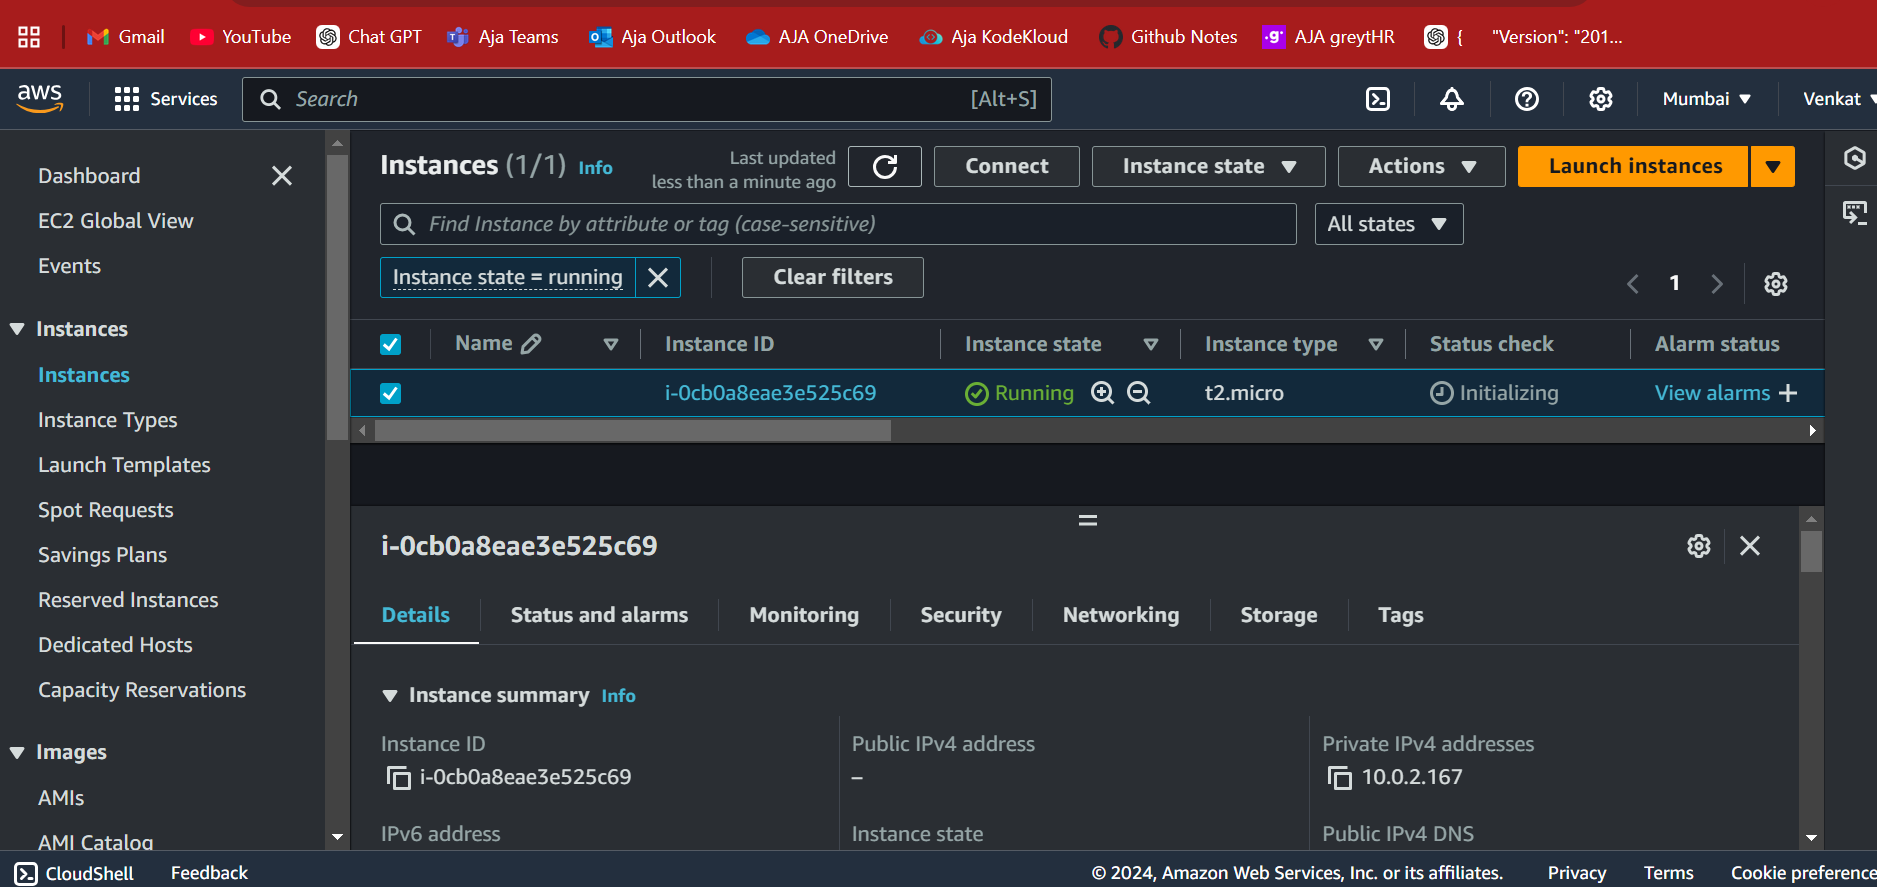 Gmail YouTube Chat GPT Aja Teams Aja Outlook AJA OneDrive Aja KodeKloud Github Notes AJA greytHR { "Version": "201...
aws Services Search [Alt+S] Mumbai Venkat
Dashboard
EC2 Global View
Events
Instances
Instances
Instance Types
Launch Templates
Spot Requests
Savings Plans
Reserved Instances
Dedicated Hosts
Capacity Reservations
Images
AMIs
AMI Catalog
Instances (1/1) Info
Last updated
less than a minute ago
Connect Instance state Actions Launch instances
Find Instance by attribute or tag (case-sensitive) All states
Instance state = running Clear filters
1
Name Instance ID Instance state Instance type Status check Alarm status
i-0cb0a8eae3e525c69 Running t2.micro Initializing View alarms
i-0cb0a8eae3e525c69
Details Status and alarms Monitoring Security Networking Storage Tags
Instance summary Info
Instance ID Public IPv4 address Private IPv4 addresses
i-0cb0a8eae3e525c69 – 10.0.2.167
IPv6 address Instance state Public IPv4 DNS
CloudShell Feedback © 2024, Amazon Web Services, Inc. or its affiliates. Privacy Terms Cookie preference